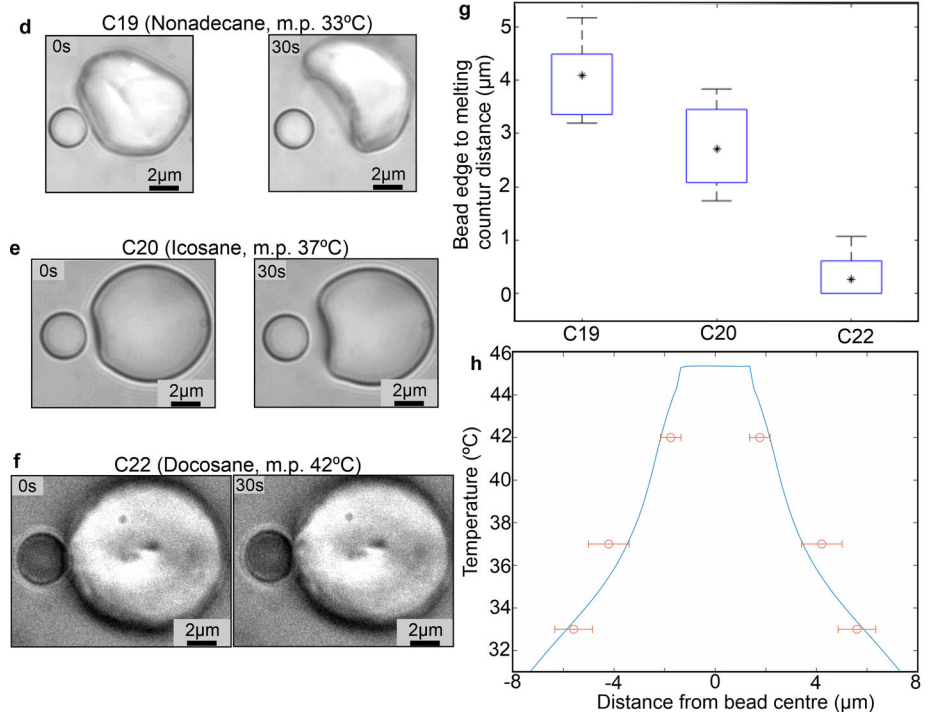 d
C19 (Nonadecane, m.p. 33ºC)
0s
2µm
30s
2µm
e
C20 (Icosane, m.p. 37ºC)
0s
2µm
30s
2µm
f
C22 (Docosane, m.p. 42ºC)
0s
2µm
30s
2µm
g
Bead edge to melting
countur distance (µm)
5
4
3
2
1
0
C19
C20
C22
h
Temperature (ºC)
46
44
42
40
38
36
34
32
-8
-4
0
4
8
Distance from bead centre (µm)